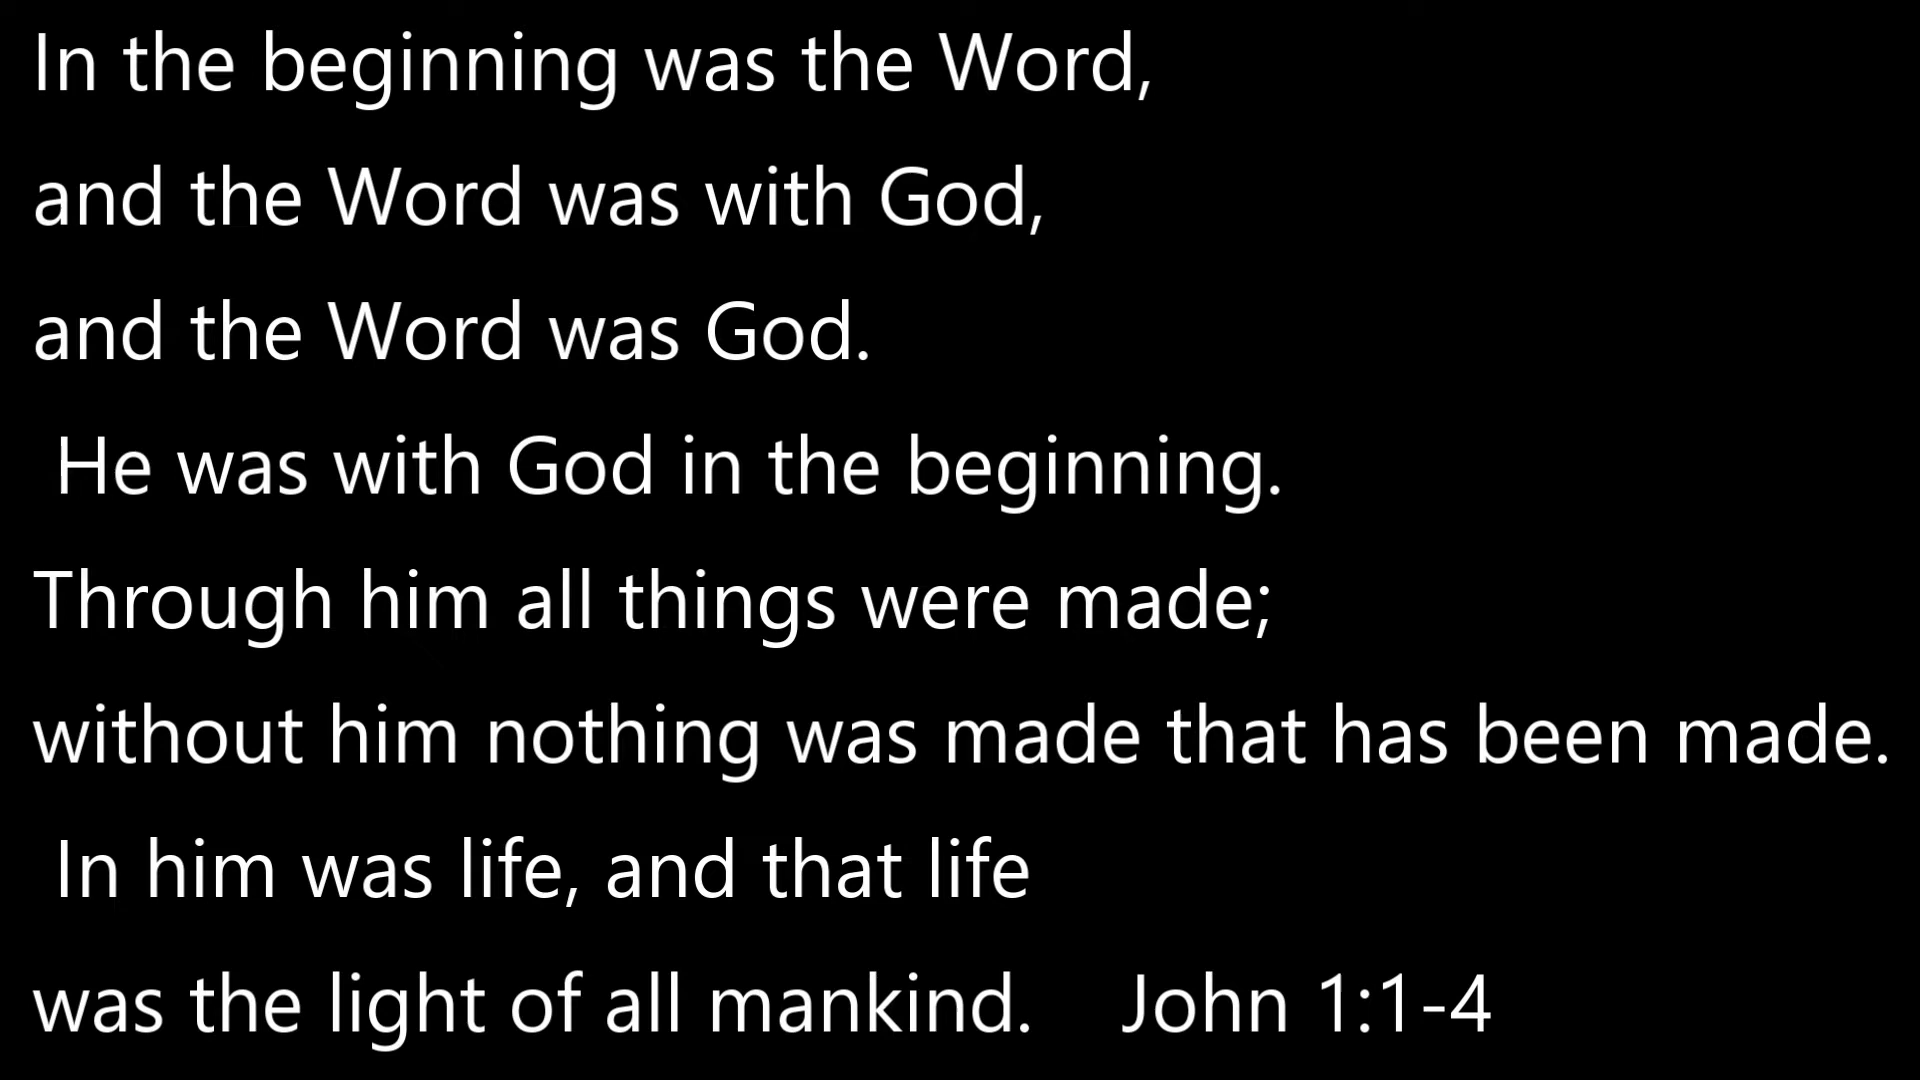 In the beginning was the Word,
and the Word was with God,
and the Word was God.
He was with God in the beginning.
Through him all things were made;
without him nothing was made that has been made.
In him was life, and that life
was the light of all mankind. John 1:1-4